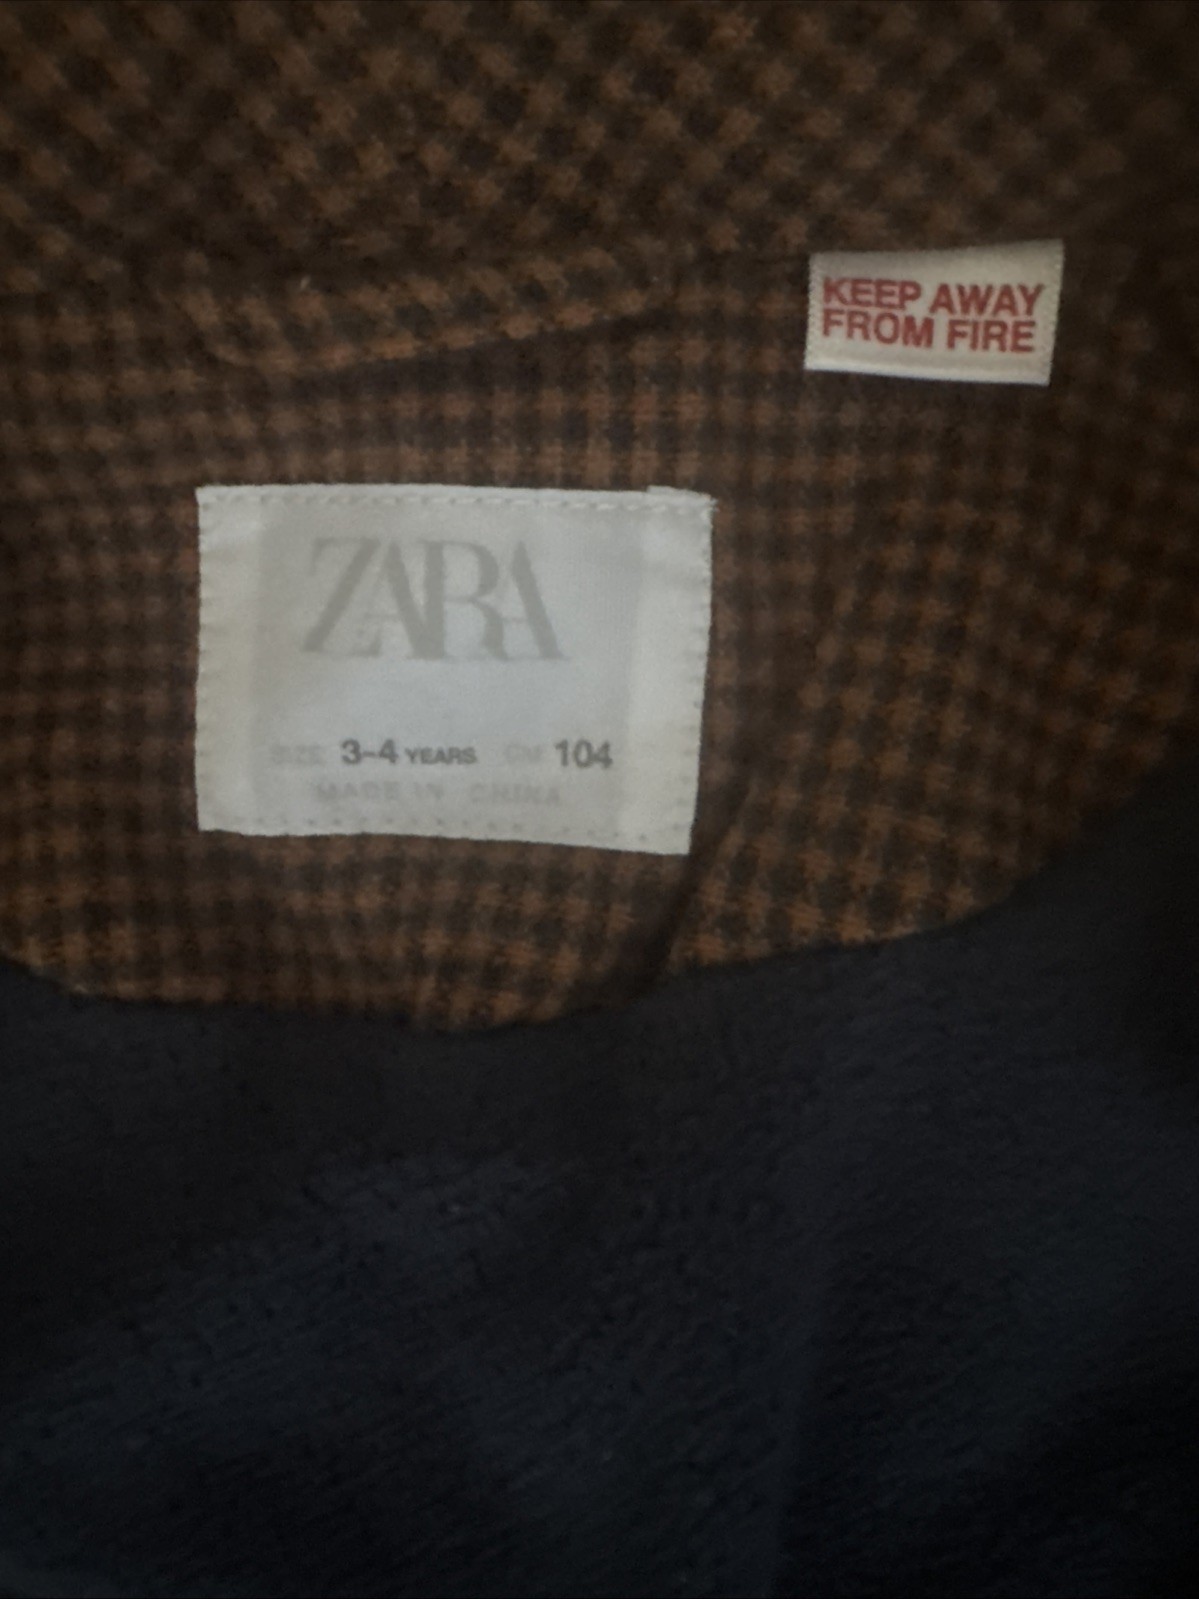 KEEP AWAY
FROM FIRE
ZARA
SIZE 3-4 YEARS CM 104
MADE IN CHINA